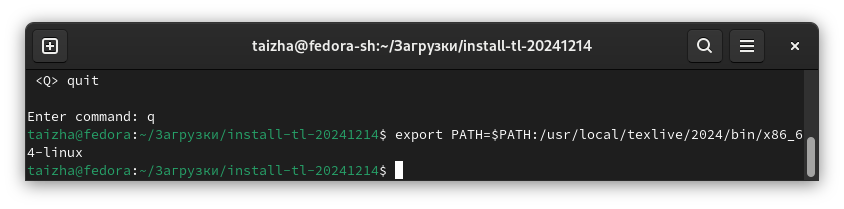 taizha@fedora-sh:~/Загрузки/install-tl-20241214
<Q> quit
Enter command: q
taizha@fedora:~/Загрузки/install-tl-20241214$ export PATH=$PATH:/usr/local/texlive/2024/bin/x86_6
4-linux
taizha@fedora:~/Загрузки/install-tl-20241214$